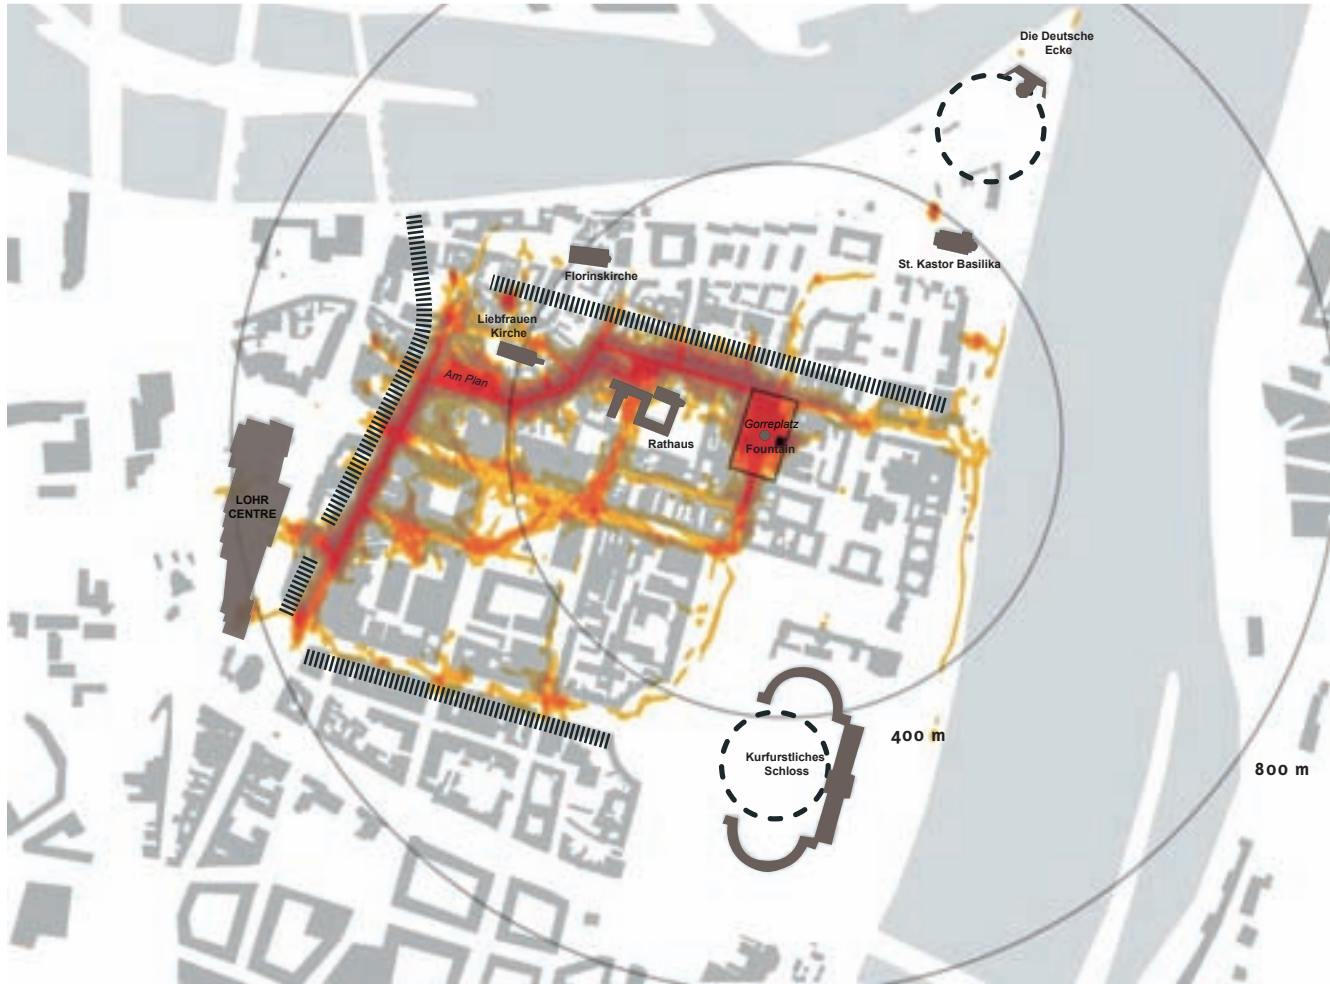 Die Deutsche
Ecke
St. Kastor Basilika
Florinskirche
Liebfrauen
Kirche
Am Plan
Gorreplatz
Fountain
Rathaus
LOHR
CENTRE
400 m
Kurfurstliches
Schloss
800 m